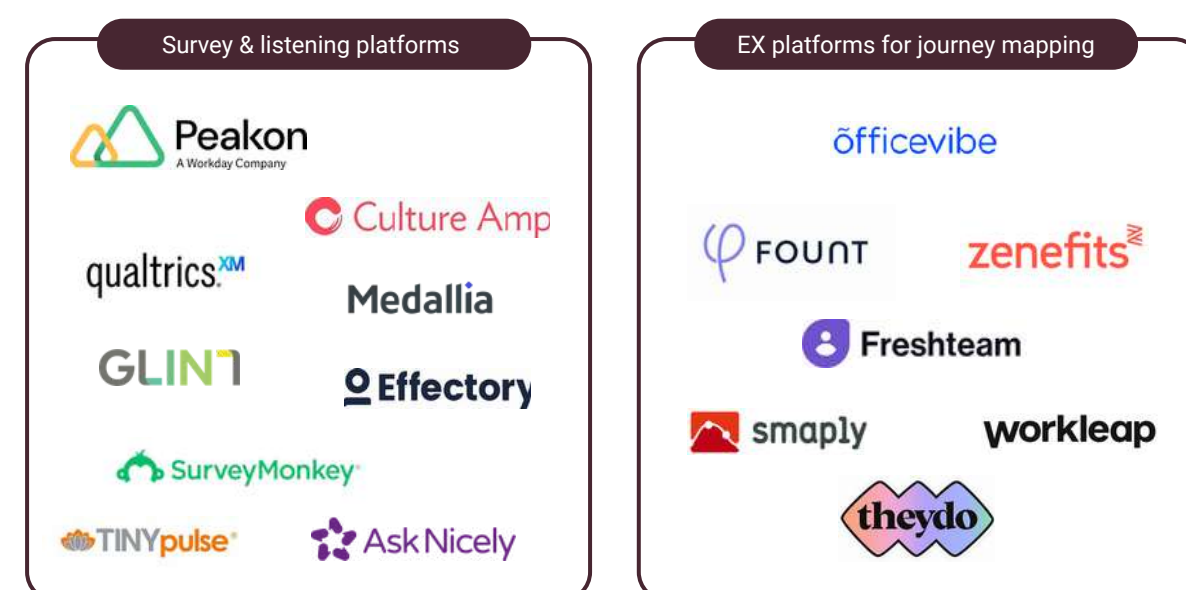 Survey & listening platforms
Peakon
A Workday Company
Culture Amp
qualtrics.XM
Medallia
GLINT
Effectory
SurveyMonkey®
TINYpulse®
AskNicely
EX platforms for journey mapping
õfficevibe
FOUNT
zenefits
Freshteam
smaply
workleap
theydo